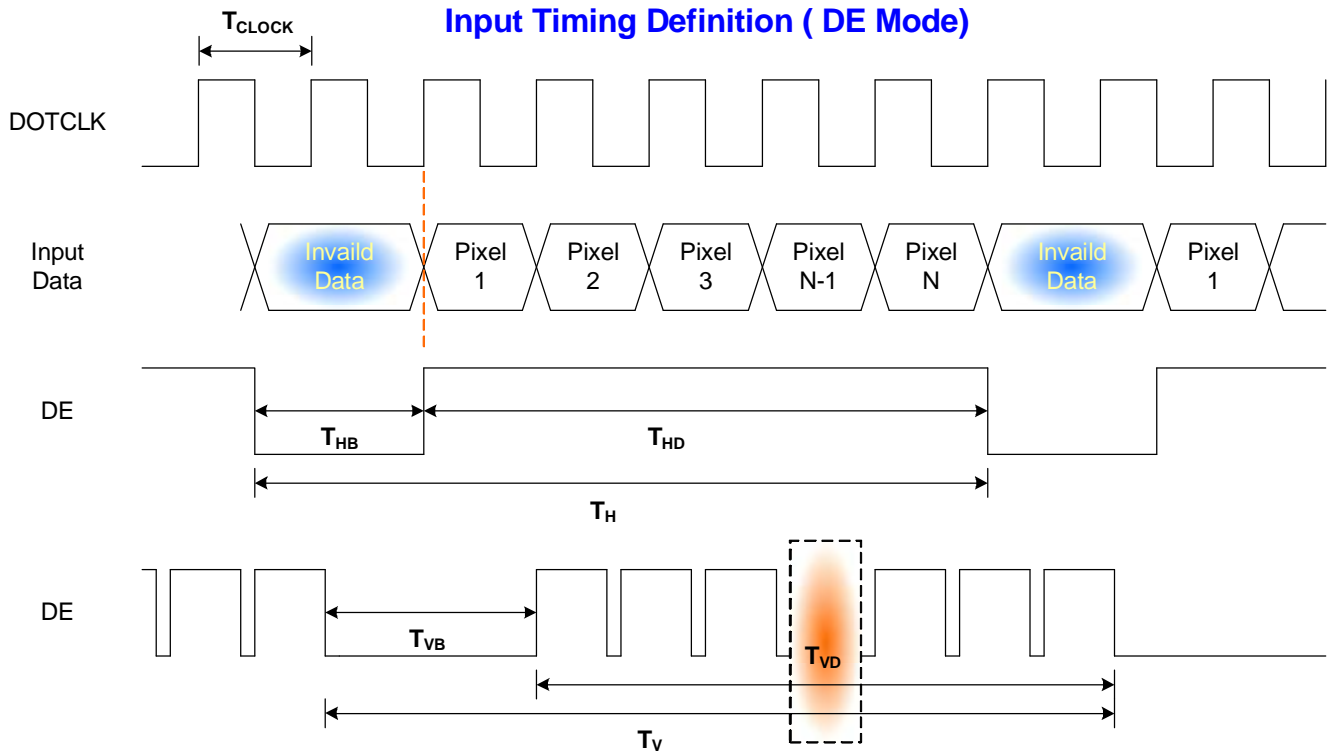 Input Timing Definition ( DE Mode)
TCLOCK
DOTCLK
Input
Data
Invaild
Data
Pixel
1
Pixel
2
Pixel
3
Pixel
N-1
Pixel
N
Invaild
Data
Pixel
1
DE
THB
THD
TH
DE
TVB
TVD
TV